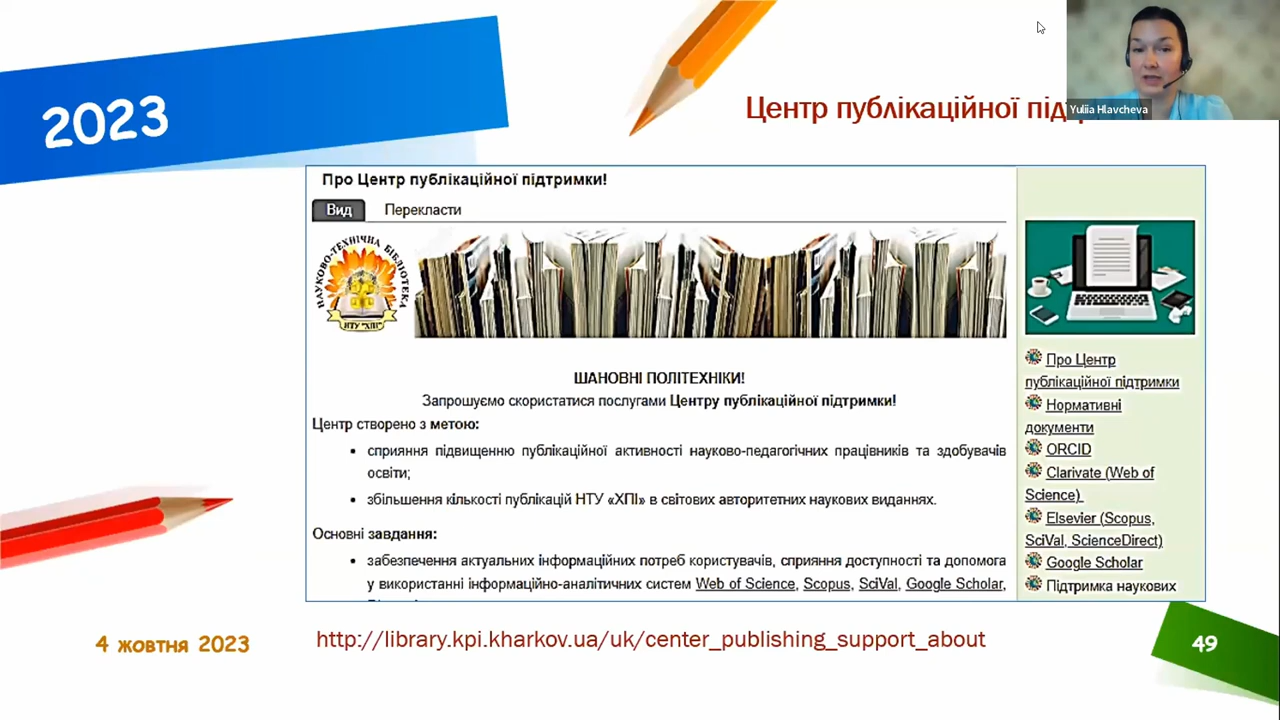 2023
Центр публікаційної
Yuliia Hlavcheva
Про Центр публікаційної підтримки!
Вид Перекласти
НАУКОВО-ТЕХНІЧНА БІБЛІОТЕКА
НТУ "ХПІ"
ШАНОВНІ ПОЛІТЕХНІКИ!
Запрошуємо скористатися послугами Центру публікаційної підтримки!
Центр створено з метою:
• сприяння підвищенню публікаційної активності науково-педагогічних працівників та здобувачів
освіти;
• збільшення кількості публікацій НТУ «ХПІ» в світових авторитетних наукових виданнях.
Основні завдання:
• забезпечення актуальних інформаційних потреб користувачів, сприяння доступності та допомога
у використанні інформаційно-аналітичних систем Web of Science, Scopus, SciVal, Google Scholar,
Про Центр
публікаційної підтримки
Нормативні
документи
ORCID
Clarivate (Web of
Science)
Elsevier (Scopus,
SciVal, ScienceDirect)
Google Scholar
Підтримка наукових
4 жовтня 2023
http://library.kpi.kharkov.ua/uk/center_publishing_support_about
49